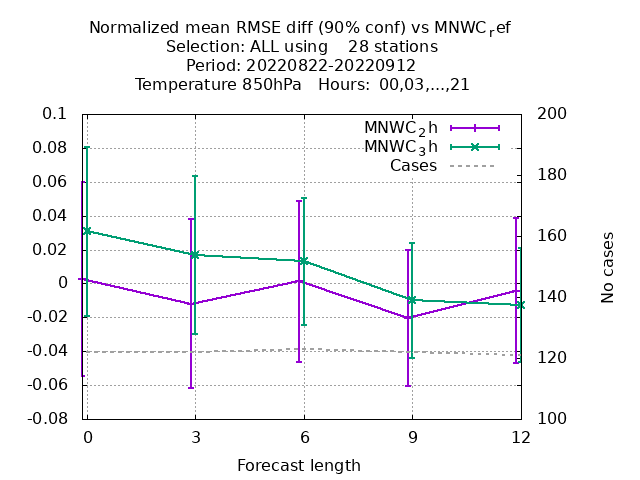 Normalized mean RMSE diff (90% conf) vs MNWC_ref
Selection: ALL using 28 stations
Period: 20220822-20220912
Temperature 850hPa Hours: 00,03,...,21
0.1
0.08
0.06
0.04
0.02
0
-0.02
-0.04
-0.06
-0.08
200
180
160
140
120
100
MNWC_2h
MNWC_3h
Cases
No cases
0 3 6 9 12
Forecast length